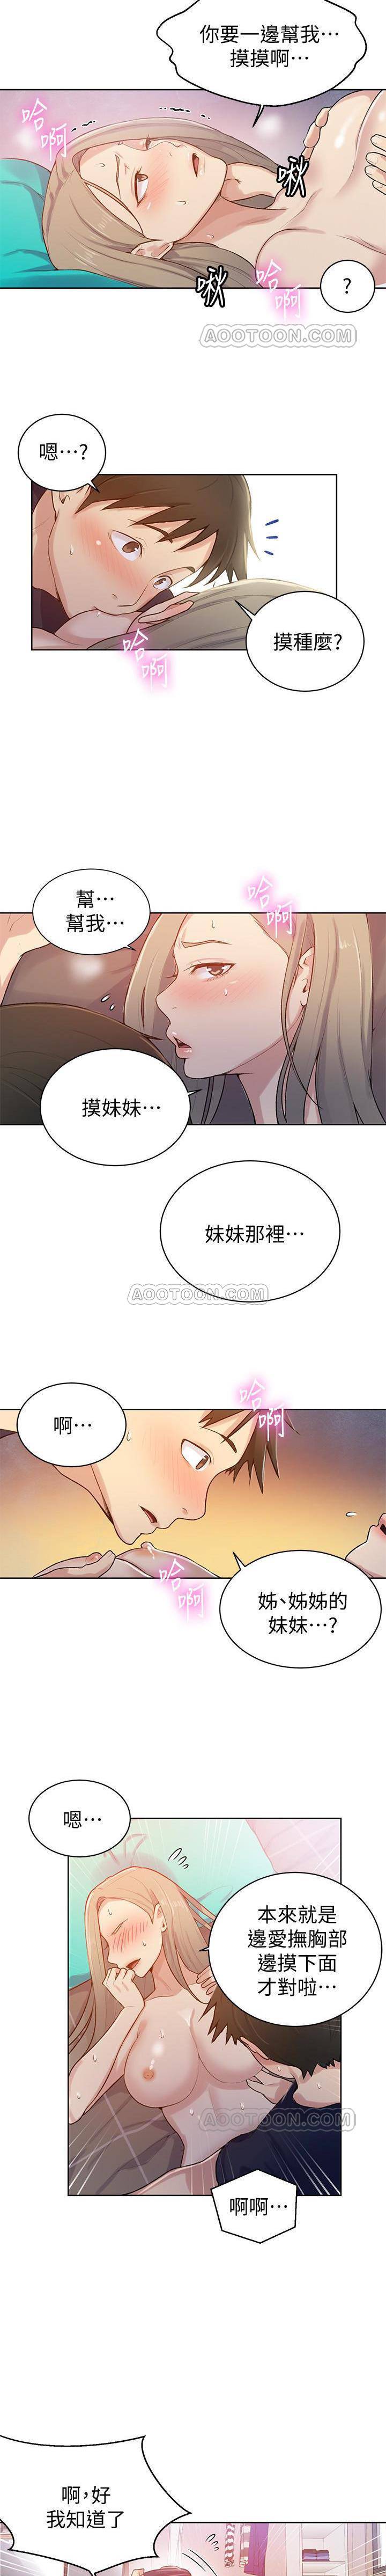 你要一邊幫我⋯
摸摸啊⋯
哈啊
啾
啾
哈啊
?
AOOTOON.COM
嗯⋯?
哈啊
摸種麼?
哈啊
幫⋯
幫我⋯
摸妹妹⋯
妹妹那裡⋯
AOOTOON.COM
哈啊
啊⋯
哈啊
姊、姊姊的
妹妹⋯?
嗯⋯
本來就是
邊愛撫胸部
邊摸下面
才對啦⋯
AOOTOON.COM
啊啊⋯
啊,好
我知道了